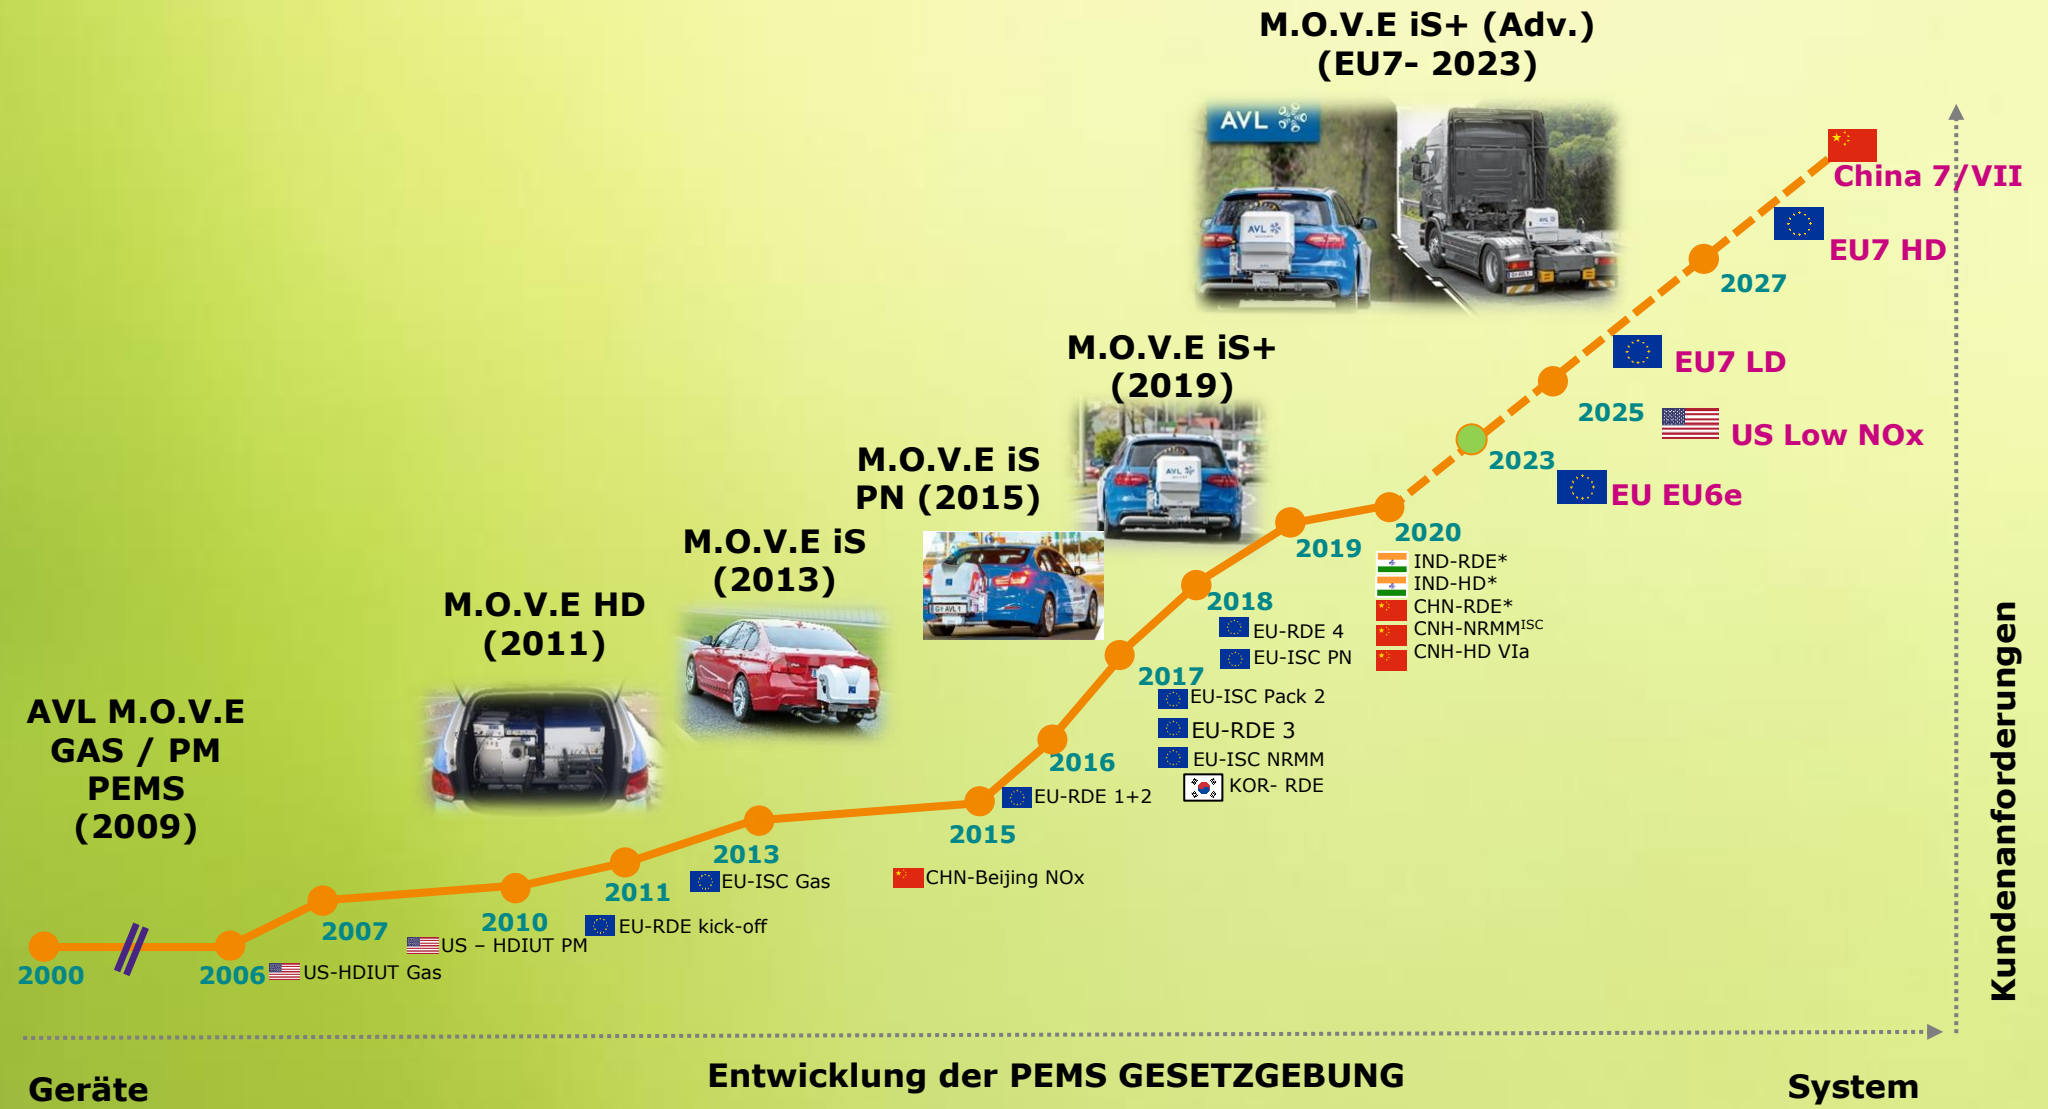 M.O.V.E iS+ (Adv.)
(EU7- 2023)
AVL
AVL
AVL
China 7/VII
EU7 HD
2027
M.O.V.E iS+
(2019)
AVL
EU7 LD
2025
US Low NOx
2023
EU EU6e
M.O.V.E iS
PN (2015)
2020
2019
IND-RDE*
IND-HD*
CHN-RDE*
CNH-NRMMISC
CNH-HD VIa
M.O.V.E iS
(2013)
2018
EU-RDE 4
EU-ISC PN
G AVL 1
M.O.V.E HD
(2011)
2017
EU-ISC Pack 2
EU-RDE 3
EU-ISC NRMM
KOR- RDE
AVL M.O.V.E
GAS / PM
PEMS
(2009)
2016
EU-RDE 1+2
2015
CHN-Beijing NOx
2013
EU-ISC Gas
2011
EU-RDE kick-off
2010
US – HDIUT PM
2007
2006
US-HDIUT Gas
2000
Kundenanforderungen
Entwicklung der PEMS GESETZGEBUNG
Geräte
System